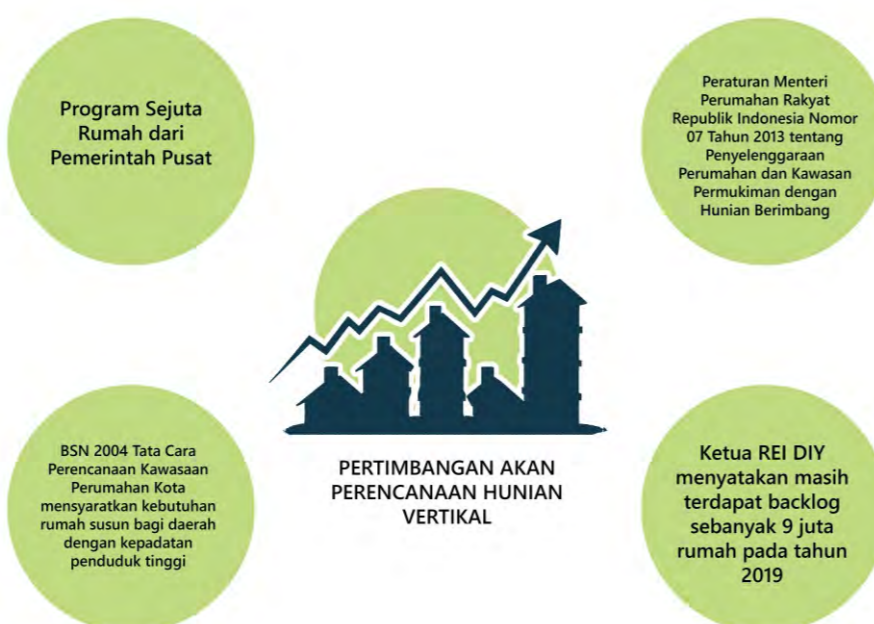 Program Sejuta
Rumah dari
Pemerintah Pusat
Peraturan Menteri
Perumahan Rakyat
Republik Indonesia Nomor
07 Tahun 2013 tentang
Penyelenggaraan
Perumahan dan Kawasan
Permukiman dengan
Hunian Berimbang
BSN 2004 Tata Cara
Perencanaan Kawasaan
Perumahan Kota
mensyaratkan kebutuhan
rumah susun bagi daerah
dengan kepadatan
penduduk tinggi
PERTIMBANGAN AKAN
PERENCANAAN HUNIAN
VERTIKAL
Ketua REI DIY
menyatakan masih
terdapat backlog
sebanyak 9 juta
rumah pada tahun
2019